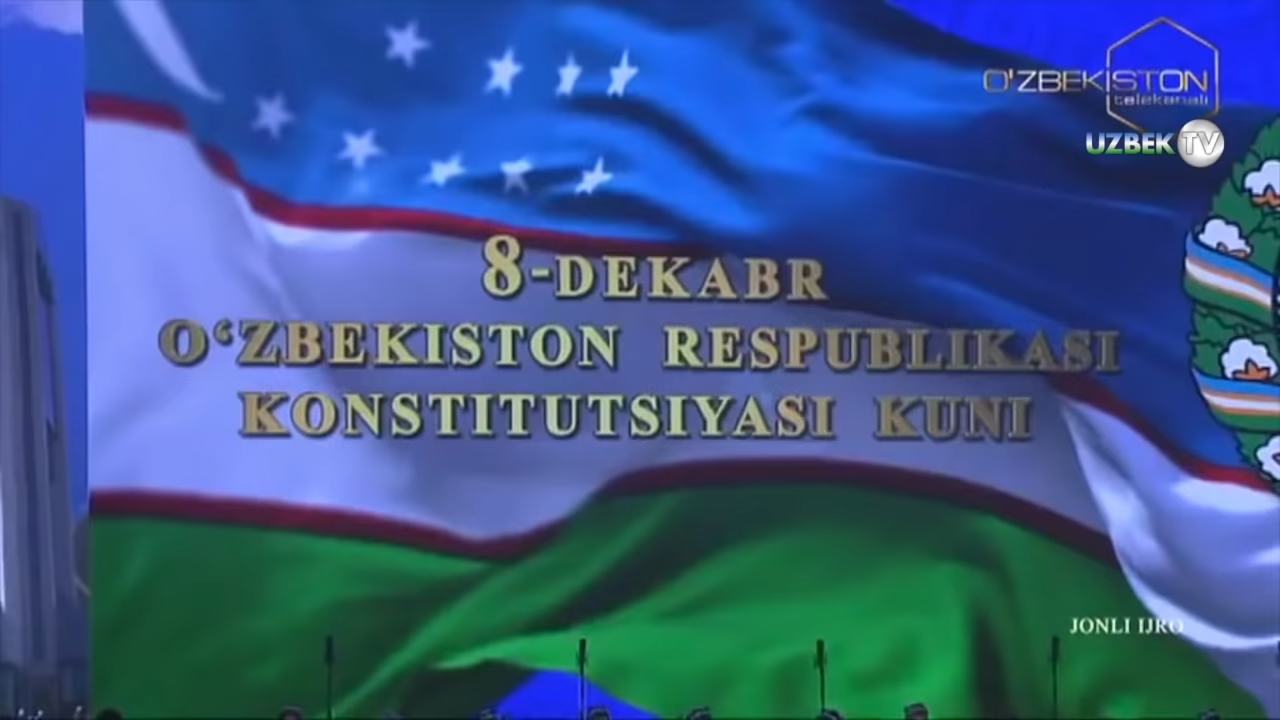 O'ZBEKISTON
telekanali
UZBEK TV
8-DEKABR
O‘ZBEKISTON RESPUBLIKASI
KONSTITUTSIYASI KUNI
JONLI IJRO